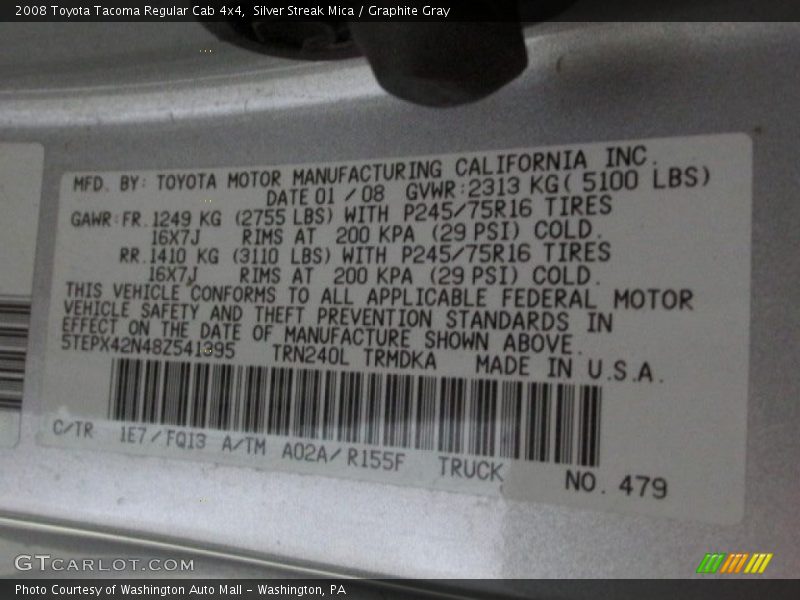 2008 Toyota Tacoma Regular Cab 4x4,  Silver Streak Mica / Graphite Gray
MFD. BY: TOYOTA MOTOR MANUFACTURING CALIFORNIA INC.
DATE 01 / 08 GVWR:2313 KG( 5100 LBS)
GAWR:FR.1249 KG (2755 LBS) WITH P245/75R16 TIRES
16X7J RIMS AT 200 KPA (29 PSI) COLD.
RR.1410 KG (3110 LBS) WITH P245/75R16 TIRES
16X7J RIMS AT 200 KPA (29 PSI) COLD.
THIS VEHICLE CONFORMS TO ALL APPLICABLE FEDERAL MOTOR
VEHICLE SAFETY AND THEFT PREVENTION STANDARDS IN
EFFECT ON THE DATE OF MANUFACTURE SHOWN ABOVE.
5TEPX42N48Z541395 TRN240L TRMDKA MADE IN U.S.A.
C/TR 1E7/FQ13 A/TM A02A/R155F TRUCK NO. 479
GTCARLOT.COM
Photo Courtesy of Washington Auto Mall - Washington, PA